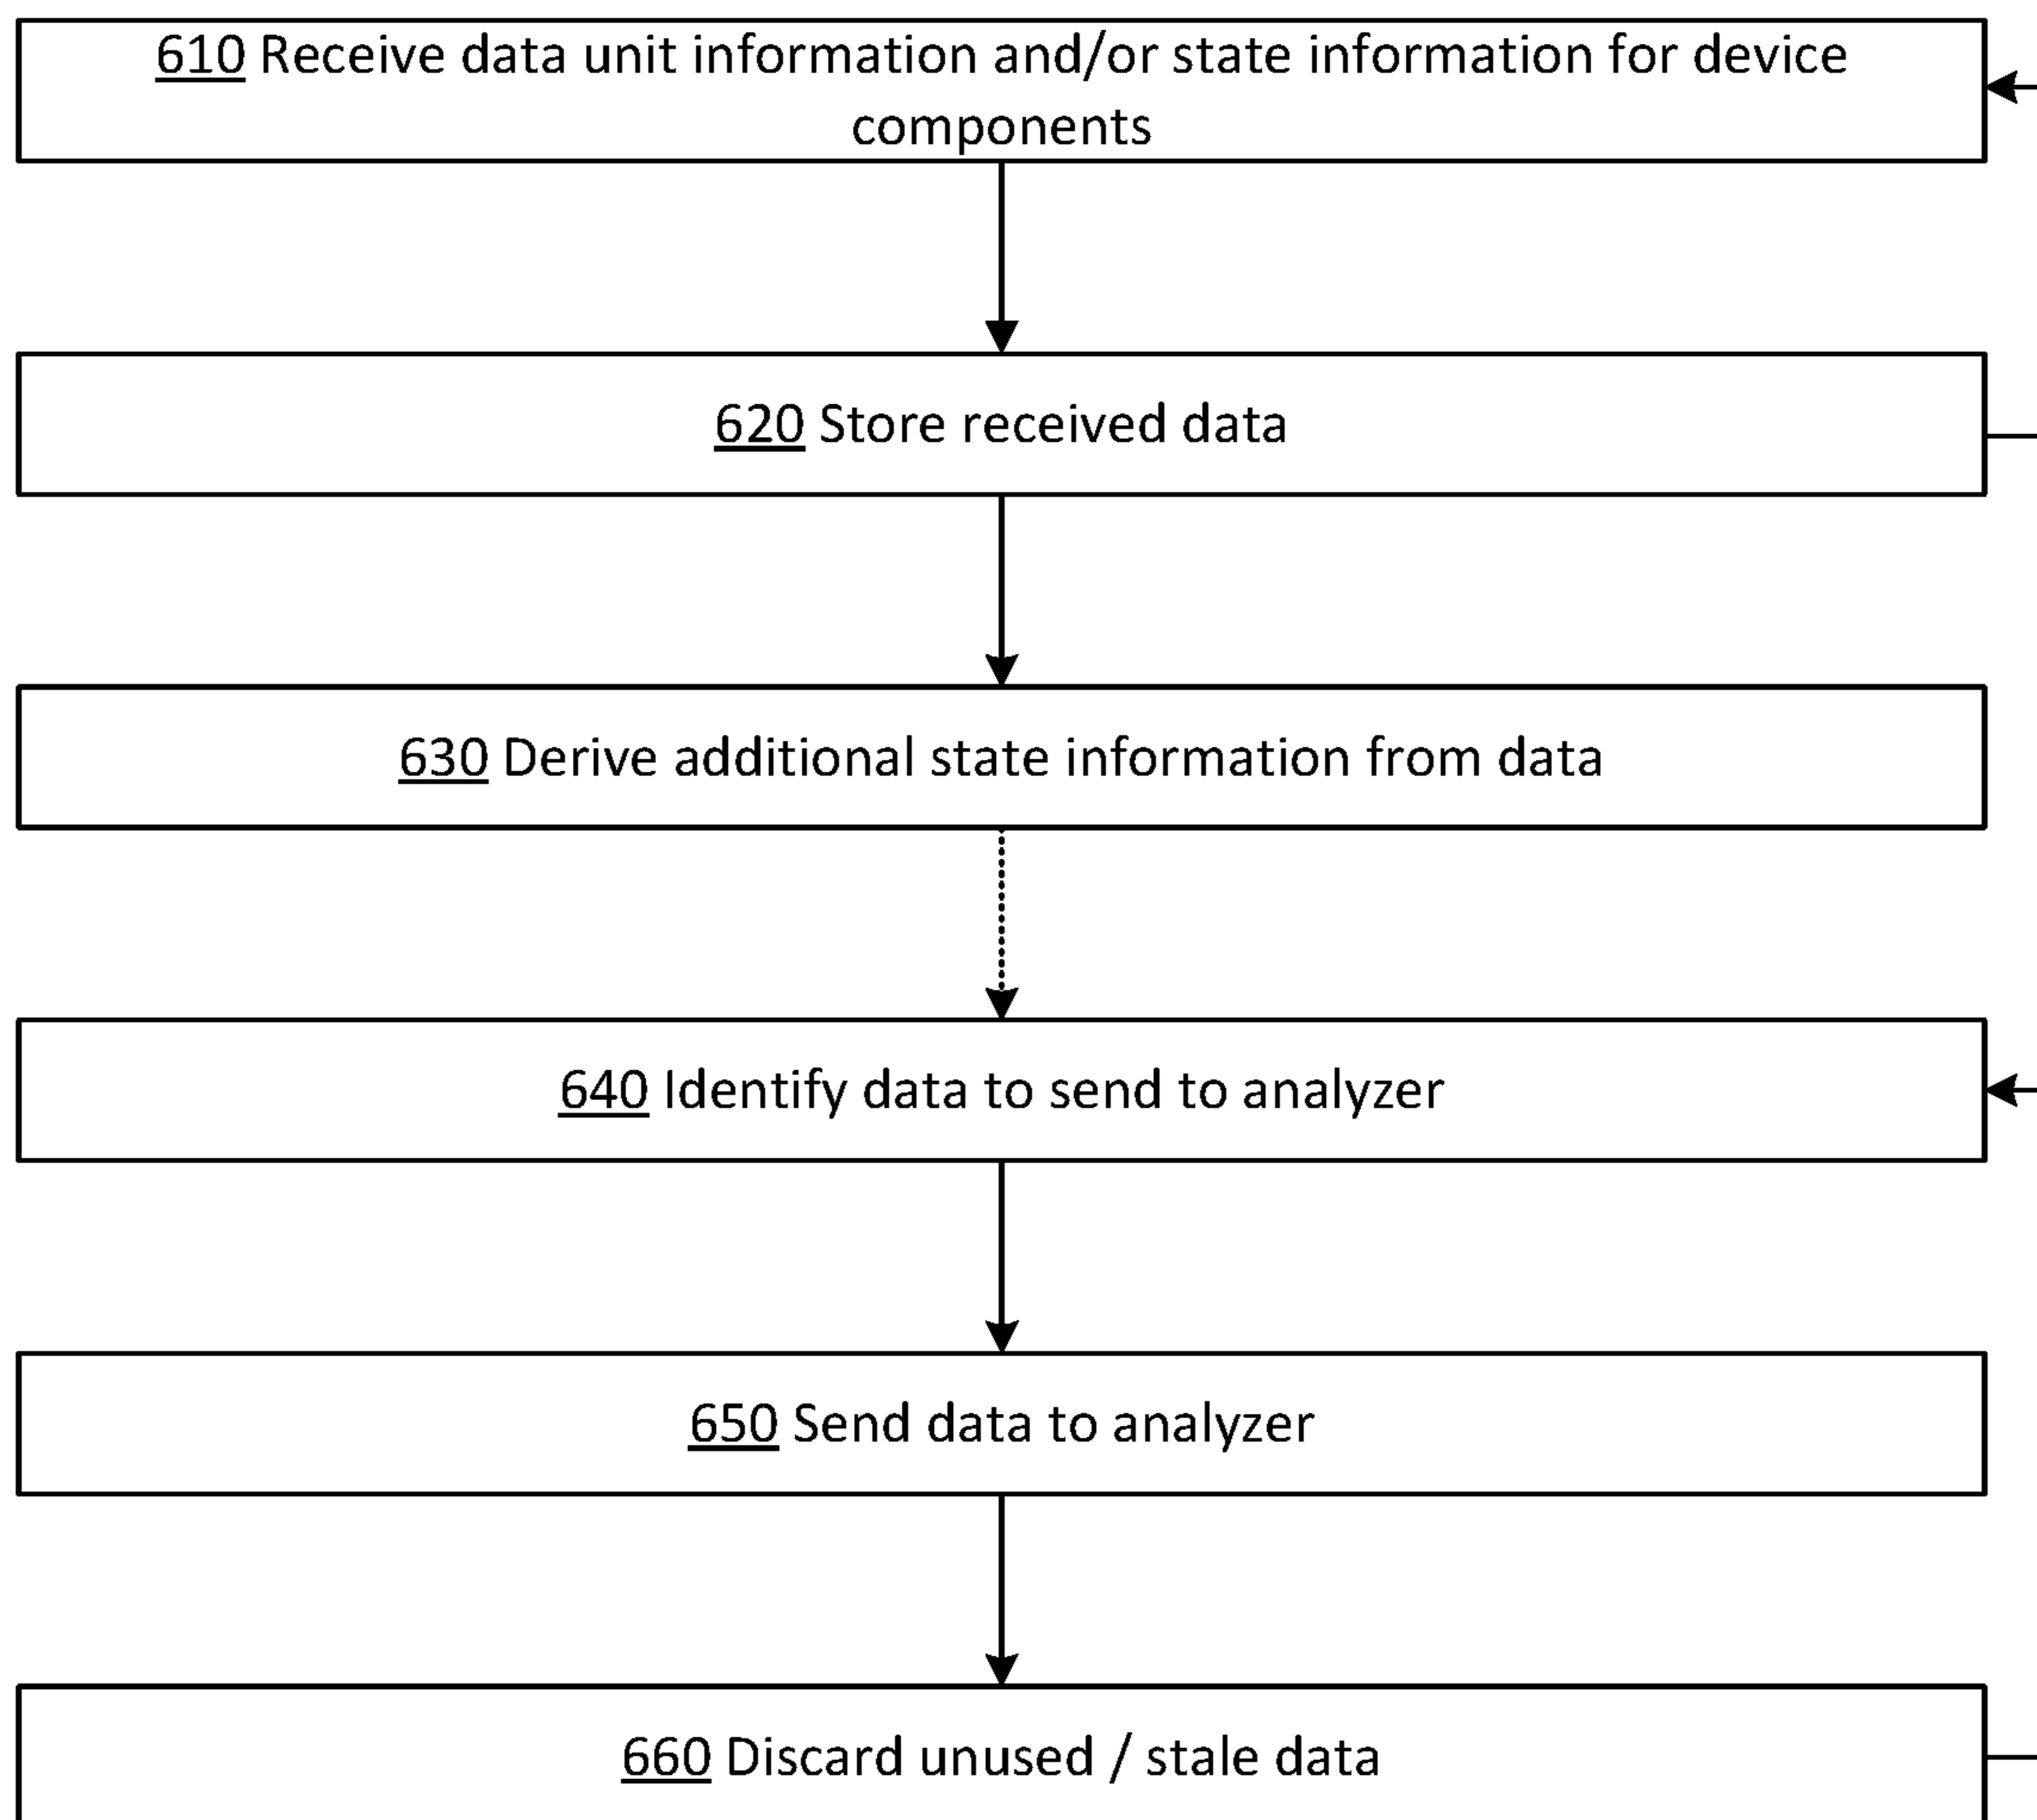 610 Receive data unit information and/or state information for device
components
620 Store received data
630 Derive additional state information from data
640 Identify data to send to analyzer
650 Send data to analyzer
660 Discard unused / stale data